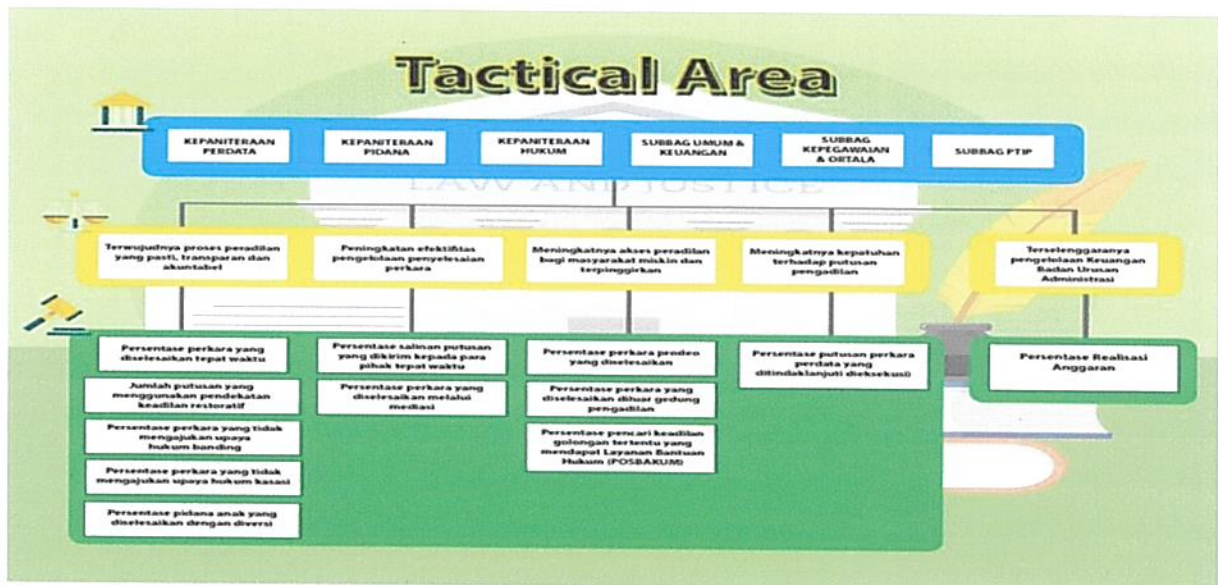 Tactical Area
KEPANITERAAN
PERDATA
KEPANITERAAN
PIDANA
KEPANITERAAN
HUKUM
SUBBAG UMUM &
KEUANGAN
SUBBAG
KEPEGAWAIAN
& ORTALA
SUBBAG PTIP
LAW AND JUSTICE
Terwujudnya proses peradilan
yang pasti, transparan dan
akuntabel
Peningkatan efektifitas
pengelolaan penyelesaian
perkara
Meningkatnya akses peradilan
bagi masyarakat miskin dan
terpinggirkan
Meningkatnya kepatuhan
terhadap putusan
pengadilan
Terselenggaranya
pengelolaan Keuangan
Badan Urusan
Administrasi
Persentase perkara yang
diselesaikan tepat waktu
Jumlah putusan yang
menggunakan pendekatan
keadilan restoratif
Persentase perkara yang tidak
mengajukan upaya
hukum banding
Persentase perkara yang tidak
mengajukan upaya hukum kasasi
Persentase pidana anak yang
diselesaikan dengan diversi
Persentase salinan putusan
yang dikirim kepada para
pihak tepat waktu
Persentase perkara yang
diselesaikan melalui
mediasi
Persentase perkara prodeo
yang diselesaikan
Persentase perkara yang
diselesaikan diluar gedung
pengadilan
Persentase pencari keadilan
golongan tertentu yang
mendapat Layanan Bantuan
Hukum (POSBAKUM)
Persentase putusan perkara
perdata yang
ditindaklanjuti dieksekusi)
Persentase Realisasi
Anggaran